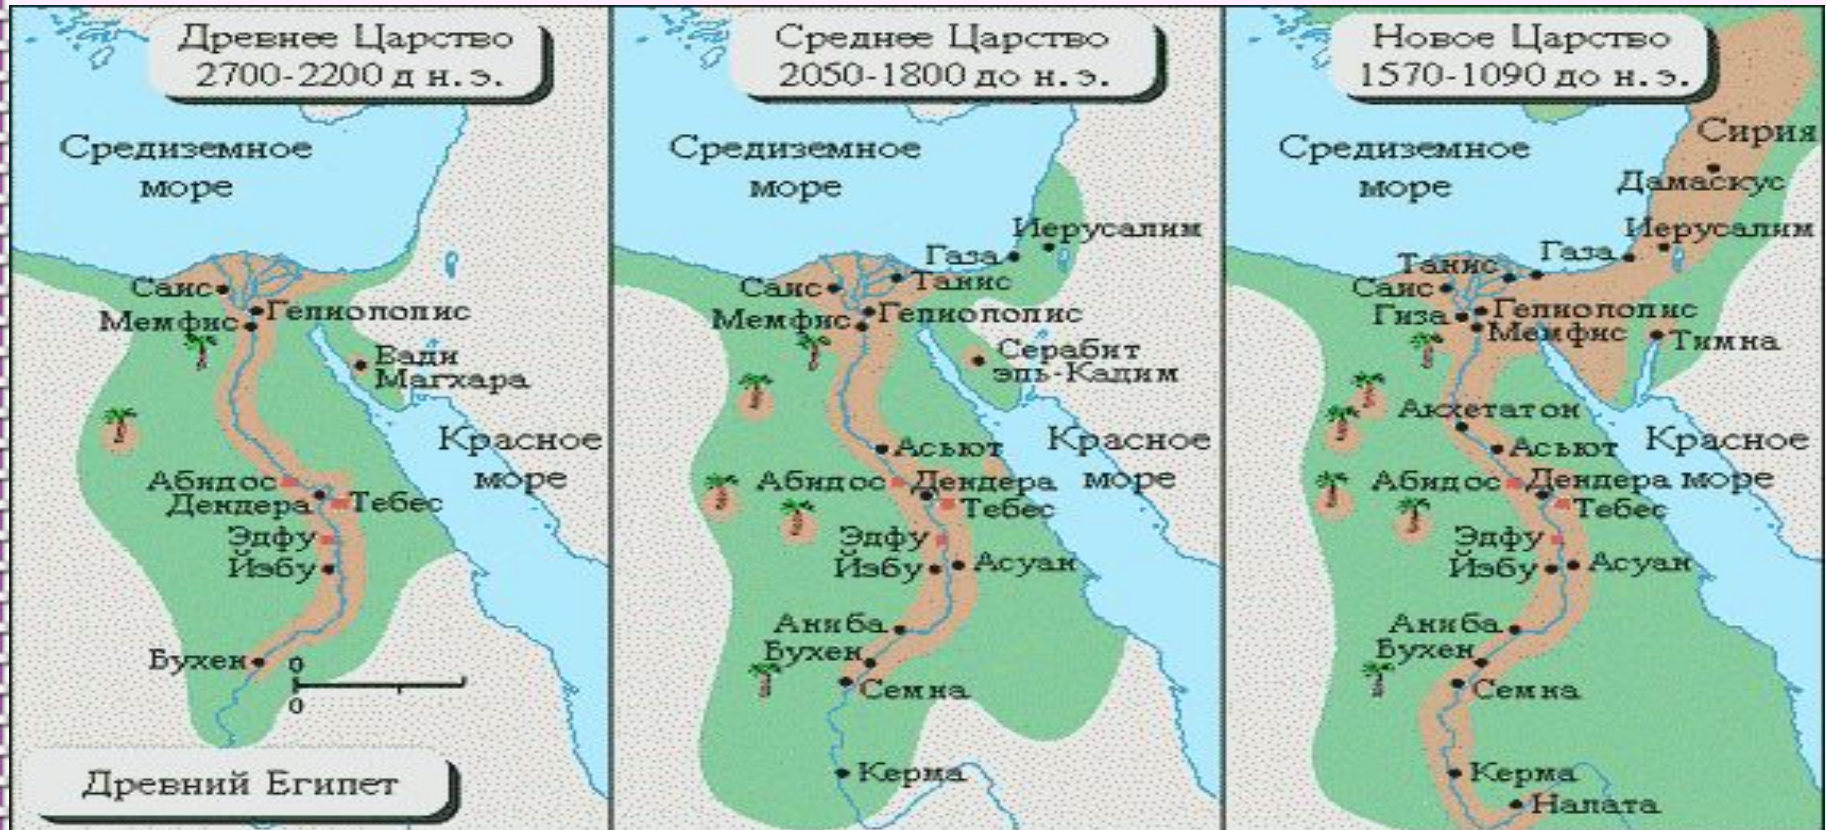 Древнее Царство
2700-2200 д н. э.
Средиземное
море
Саис
Гелиополис
Мемфис
Вади
Магхара
Красное
море
Абидос
Дендера
Тебес
Эдфу
Йэбу
Бухен
0
0
Древний Египет
Среднее Царство
2050-1800 до н. э.
Средиземное
море
Иерусалим
Газа
Танис
Саис
Гелиополис
Мемфис
Серабит
эль-Кадим
Красное
море
Асьют
Абидос
Дендера
Тебес
Эдфу
Йэбу
Асуан
Аниба
Бухен
Семна
Керма
Новое Царство
1570-1090 до н. э.
Сирия
Средиземное
море
Дамаскус
Иерусалим
Газа
Танис
Саис
Гелиополис
Гиза
Мемфис
Тимна
Акхетатон
Красное
море
Асьют
Абидос
Дендера
Тебес
Эдфу
Йэбу
Асуан
Аниба
Бухен
Семна
Керма
Налата